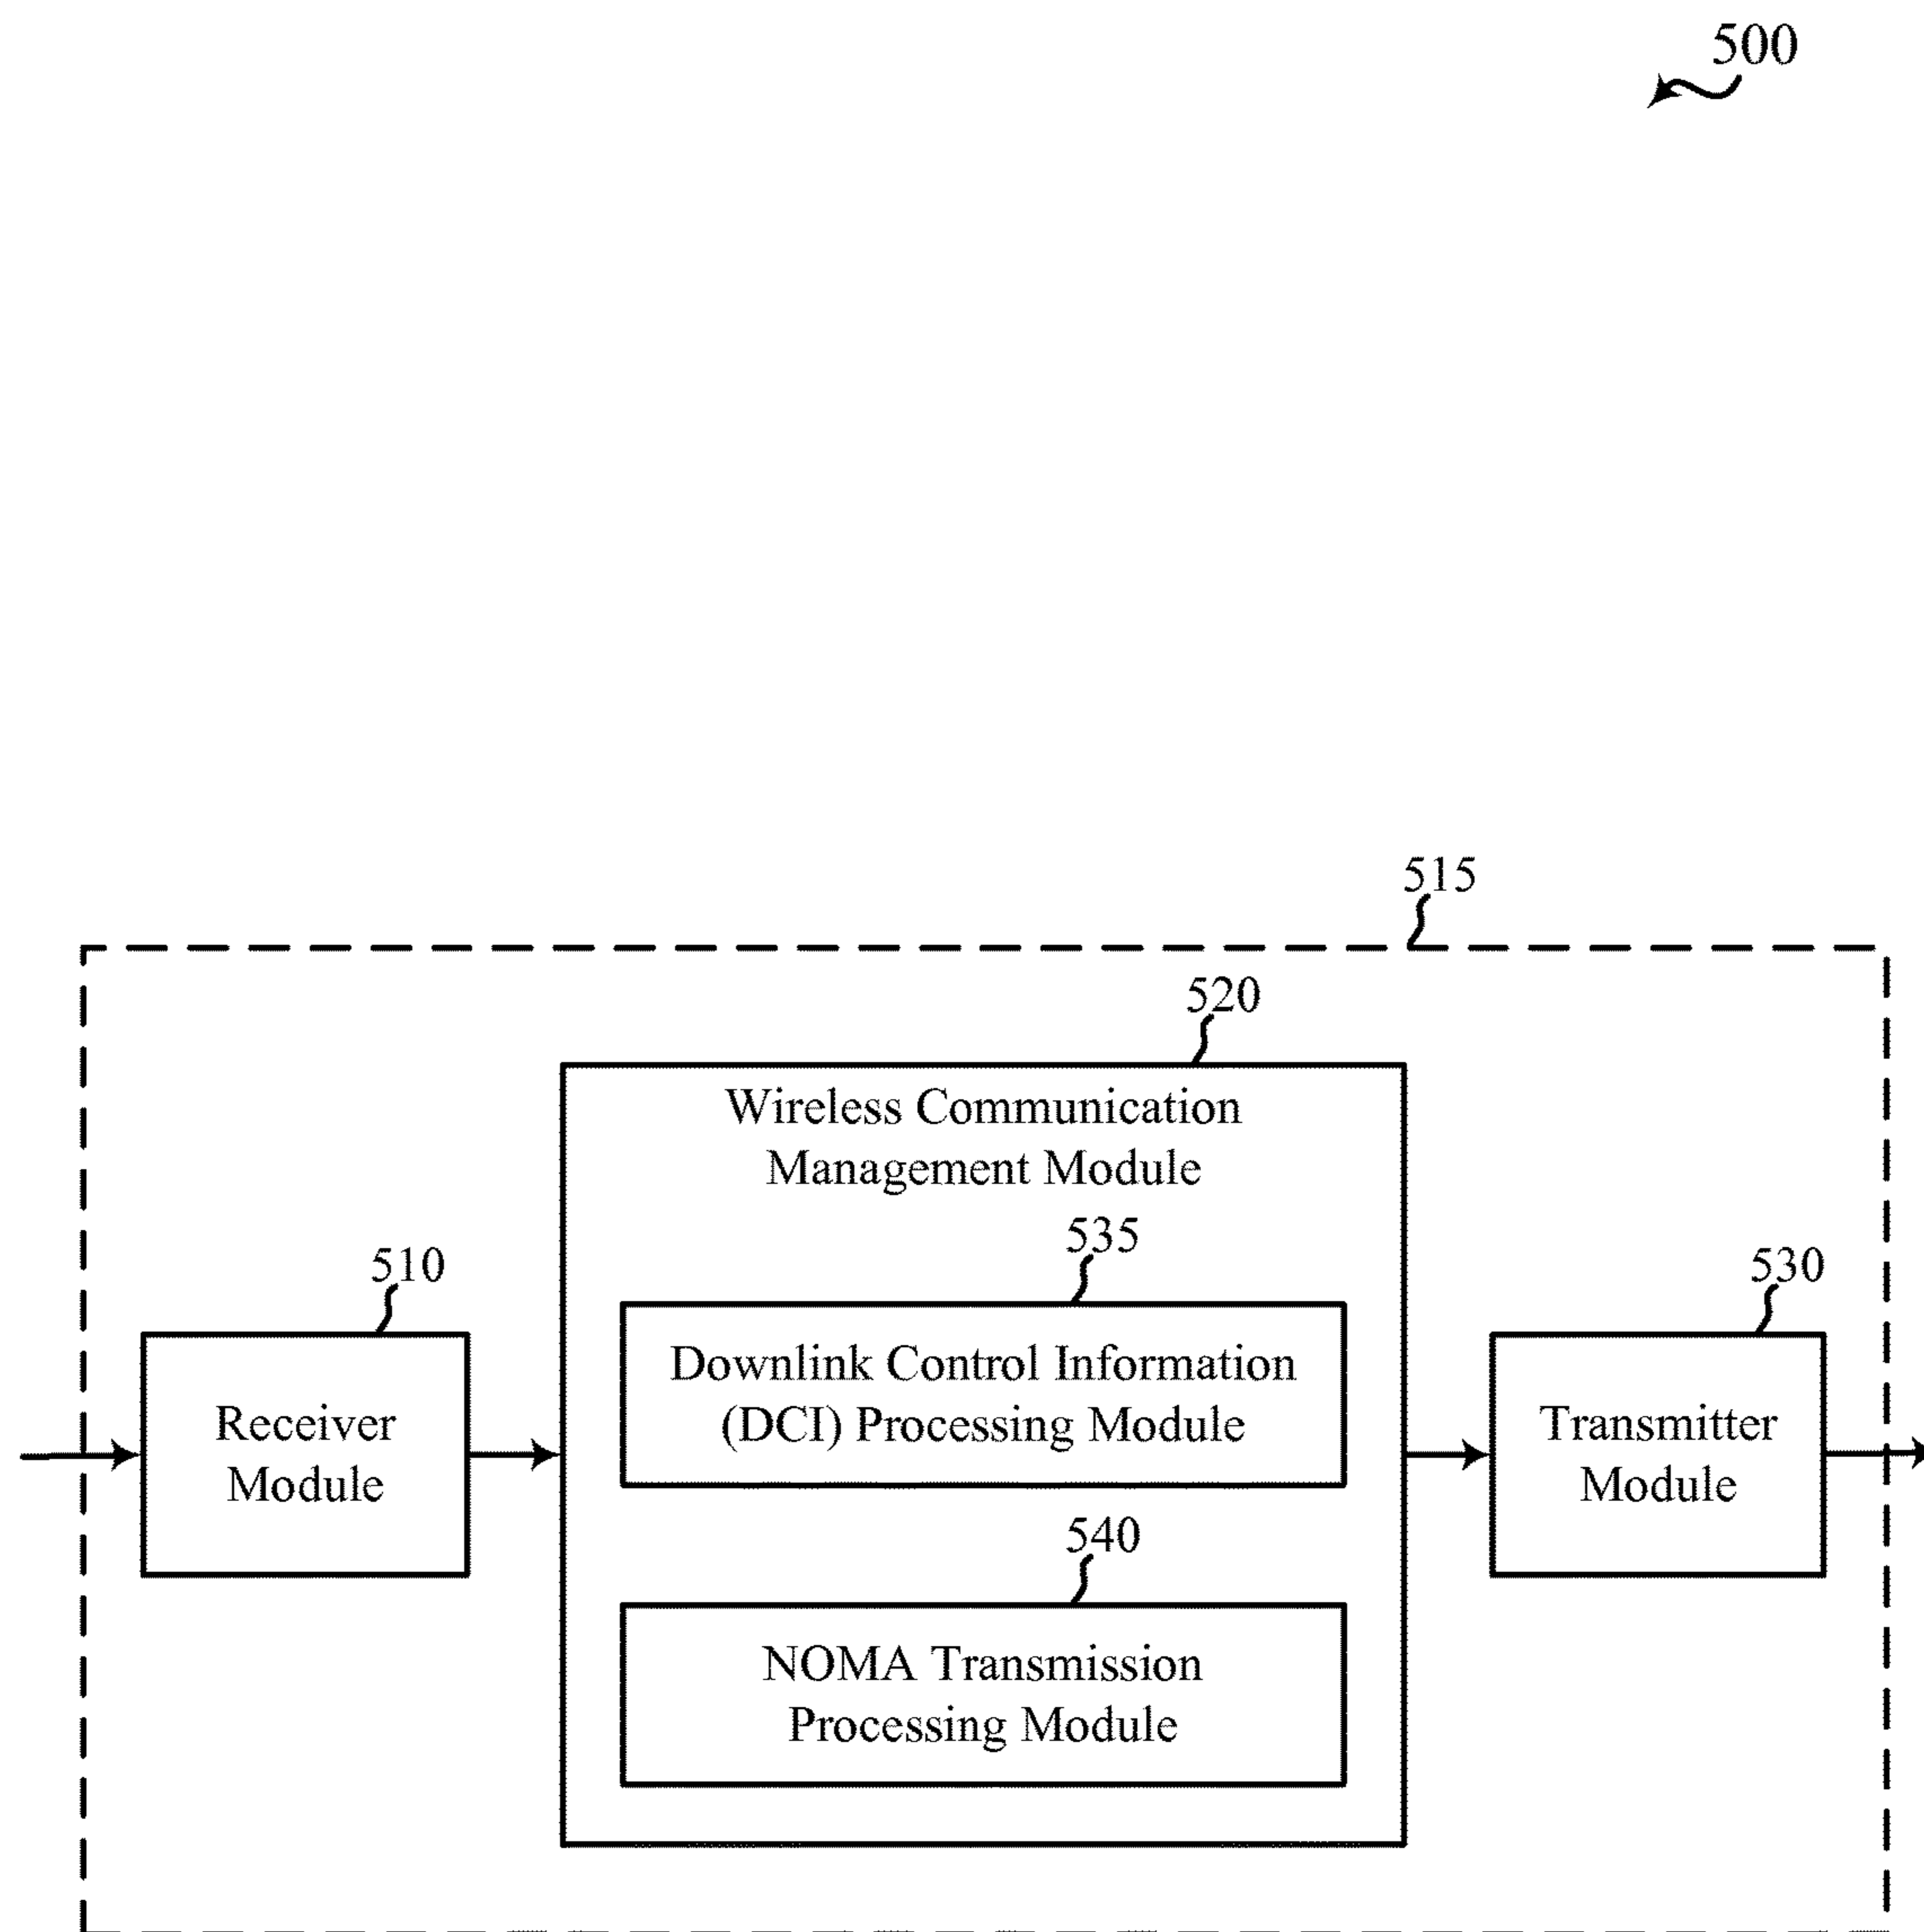 500
515
520
Wireless Communication
Management Module
535
510
530
Downlink Control Information
(DCI) Processing Module
Receiver
Module
Transmitter
Module
540
NOMA Transmission
Processing Module